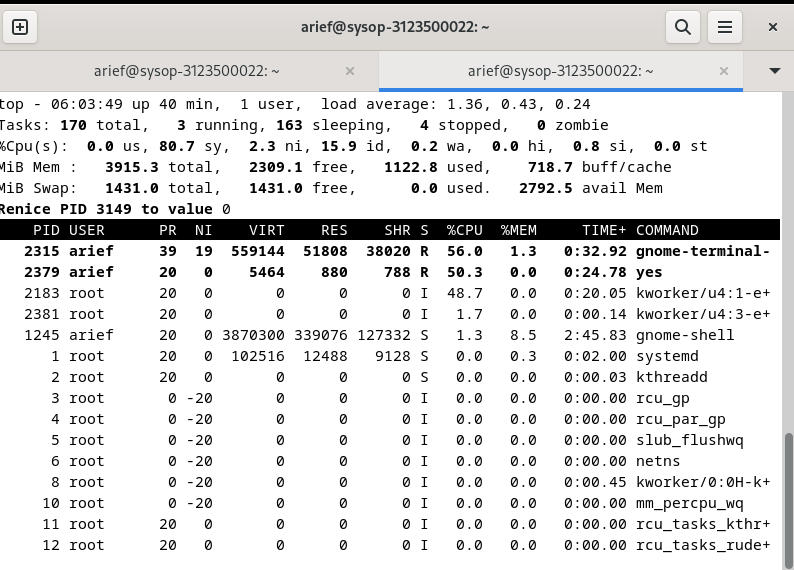 arief@sysop-3123500022: ~
arief@sysop-3123500022: ~ × arief@sysop-3123500022: ~ ×
top - 06:03:49 up 40 min,  1 user,  load average: 1.36, 0.43, 0.24
Tasks: 170 total,   3 running, 163 sleeping,   4 stopped,   0 zombie
%Cpu(s):  0.0 us, 80.7 sy,  2.3 ni, 15.9 id,  0.2 wa,  0.0 hi,  0.8 si,  0.0 st
MiB Mem :   3915.3 total,   2309.1 free,   1122.8 used,    718.7 buff/cache
MiB Swap:   1431.0 total,   1431.0 free,      0.0 used.   2792.5 avail Mem
Renice PID 3149 to value 0
PID USER      PR  NI    VIRT    RES    SHR S  %CPU  %MEM     TIME+ COMMAND
2315 arief     39  19  559144  51808  38020 R  56.0   1.3   0:32.92 gnome-terminal-
2379 arief     20   0    5464    880    788 R  50.3   0.0   0:24.78 yes
2183 root      20   0       0      0      0 I  48.7   0.0   0:20.05 kworker/u4:1-e+
2381 root      20   0       0      0      0 I   1.7   0.0   0:00.14 kworker/u4:3-e+
1245 arief     20   0 3870300 339076 127332 S   1.3   8.5   2:45.83 gnome-shell
1 root      20   0  102516  12488   9128 S   0.0   0.3   0:02.00 systemd
2 root      20   0       0      0      0 S   0.0   0.0   0:00.03 kthreadd
3 root       0 -20       0      0      0 I   0.0   0.0   0:00.00 rcu_gp
4 root       0 -20       0      0      0 I   0.0   0.0   0:00.00 rcu_par_gp
5 root       0 -20       0      0      0 I   0.0   0.0   0:00.00 slub_flushwq
6 root       0 -20       0      0      0 I   0.0   0.0   0:00.00 netns
8 root       0 -20       0      0      0 I   0.0   0.0   0:00.45 kworker/0:0H-k+
10 root       0 -20       0      0      0 I   0.0   0.0   0:00.00 mm_percpu_wq
11 root      20   0       0      0      0 I   0.0   0.0   0:00.00 rcu_tasks_kthr+
12 root      20   0       0      0      0 I   0.0   0.0   0:00.00 rcu_tasks_rude+